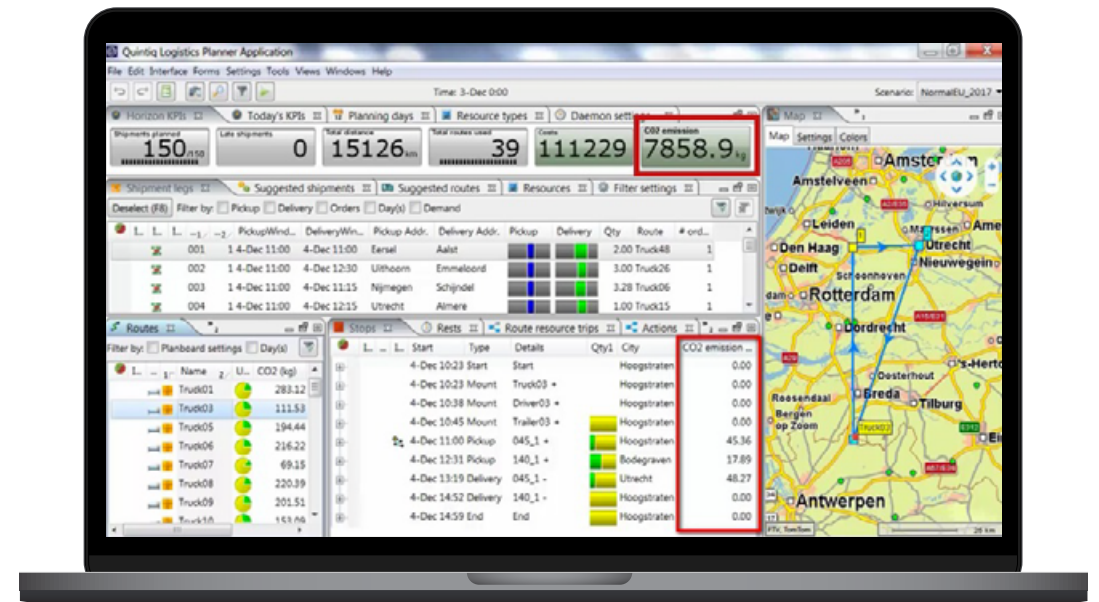 Quintiq Logistics Planner Application
File Edit Interface Forms Settings Tools Views Windows Help
Time: 3-Dec 0:00
Scenario: NormalEU_2017
Horizon KPIs Today's KPIs Planning days Resource types Daemon settings
Shipments planned Late shipments Total distance Total routes used Costs CO2 emission
150/150 0 15126km 39 111229 7858.9kg
Shipment legs Suggested shipments Suggested routes Resources Filter settings
Deselect (F8) Filter by: Pickup Delivery Orders Day(s) Demand
L.. L.. L.. PickupWind... DeliveryWin... Pickup Addr. Delivery Addr. Pickup Delivery Qty Route # ord...
001 1 4-Dec 11:00 4-Dec 11:00 Eersel Aalst 2.00 Truck48 1
002 1 4-Dec 11:00 4-Dec 12:30 Uithoorn Emmeloord 3.00 Truck26 1
003 1 4-Dec 11:00 4-Dec 11:15 Nijmegen Schijndel 3.28 Truck06 1
004 1 4-Dec 11:00 4-Dec 12:15 Utrecht Almere 1.00 Truck15 1
Routes
Filter by: Planboard settings Day(s)
L.. Name U... CO2 (kg)
Truck01 283.12
Truck03 111.53
Truck05 194.44
Truck06 216.22
Truck07 69.15
Truck08 220.39
Truck09 201.51
Truck10 153.09
Stops Rests Route resource trips Actions
L.. L.. Start Type Details Qty1 City CO2 emission ...
4-Dec 10:23 Start Start Hoogstraten 0.00
4-Dec 10:23 Mount Truck03 + Hoogstraten 0.00
4-Dec 10:38 Mount Driver03 + Hoogstraten 0.00
4-Dec 10:45 Mount Trailer03 + Hoogstraten 0.00
4-Dec 11:00 Pickup 045_1 + Hoogstraten 45.36
4-Dec 12:31 Pickup 140_1 + Bodegraven 17.89
4-Dec 13:19 Delivery 045_1 - Utrecht 48.27
4-Dec 14:52 Delivery 140_1 - Hoogstraten 0.00
4-Dec 14:59 End End Hoogstraten 0.00
Map
Map Settings Colors
Amstelveen
Hilversum
Leiden
Den Haag
Utrecht
Delft
Schoonhoven
Nieuwegein
Rotterdam
Dordrecht
Oosterhout
Roosendaal
Breda
Tilburg
Bergen
op Zoom
Truck03
Antwerpen
PTV, TomTom
26 km